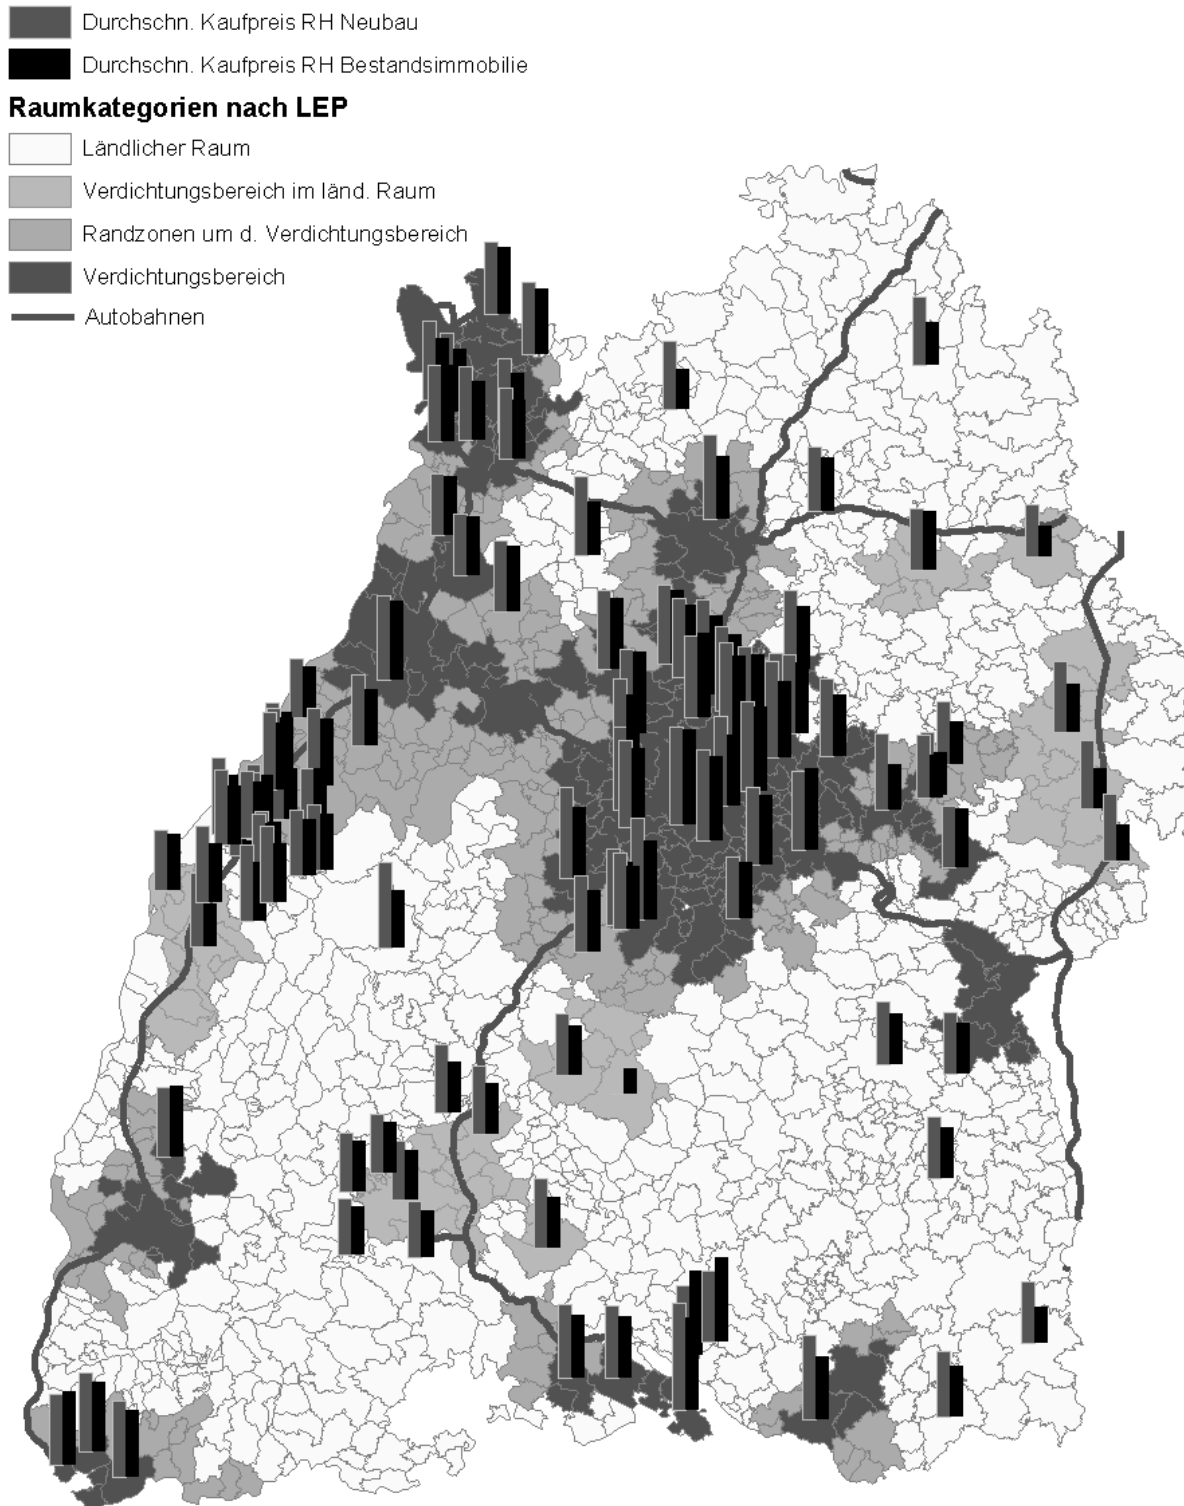 Durchschn. Kaufpreis RH Neubau
Durchschn. Kaufpreis RH Bestandsimmobilie
Raumkategorien nach LEP
Ländlicher Raum
Verdichtungsbereich im länd. Raum
Randzonen um d. Verdichtungsbereich
Verdichtungsbereich
Autobahnen